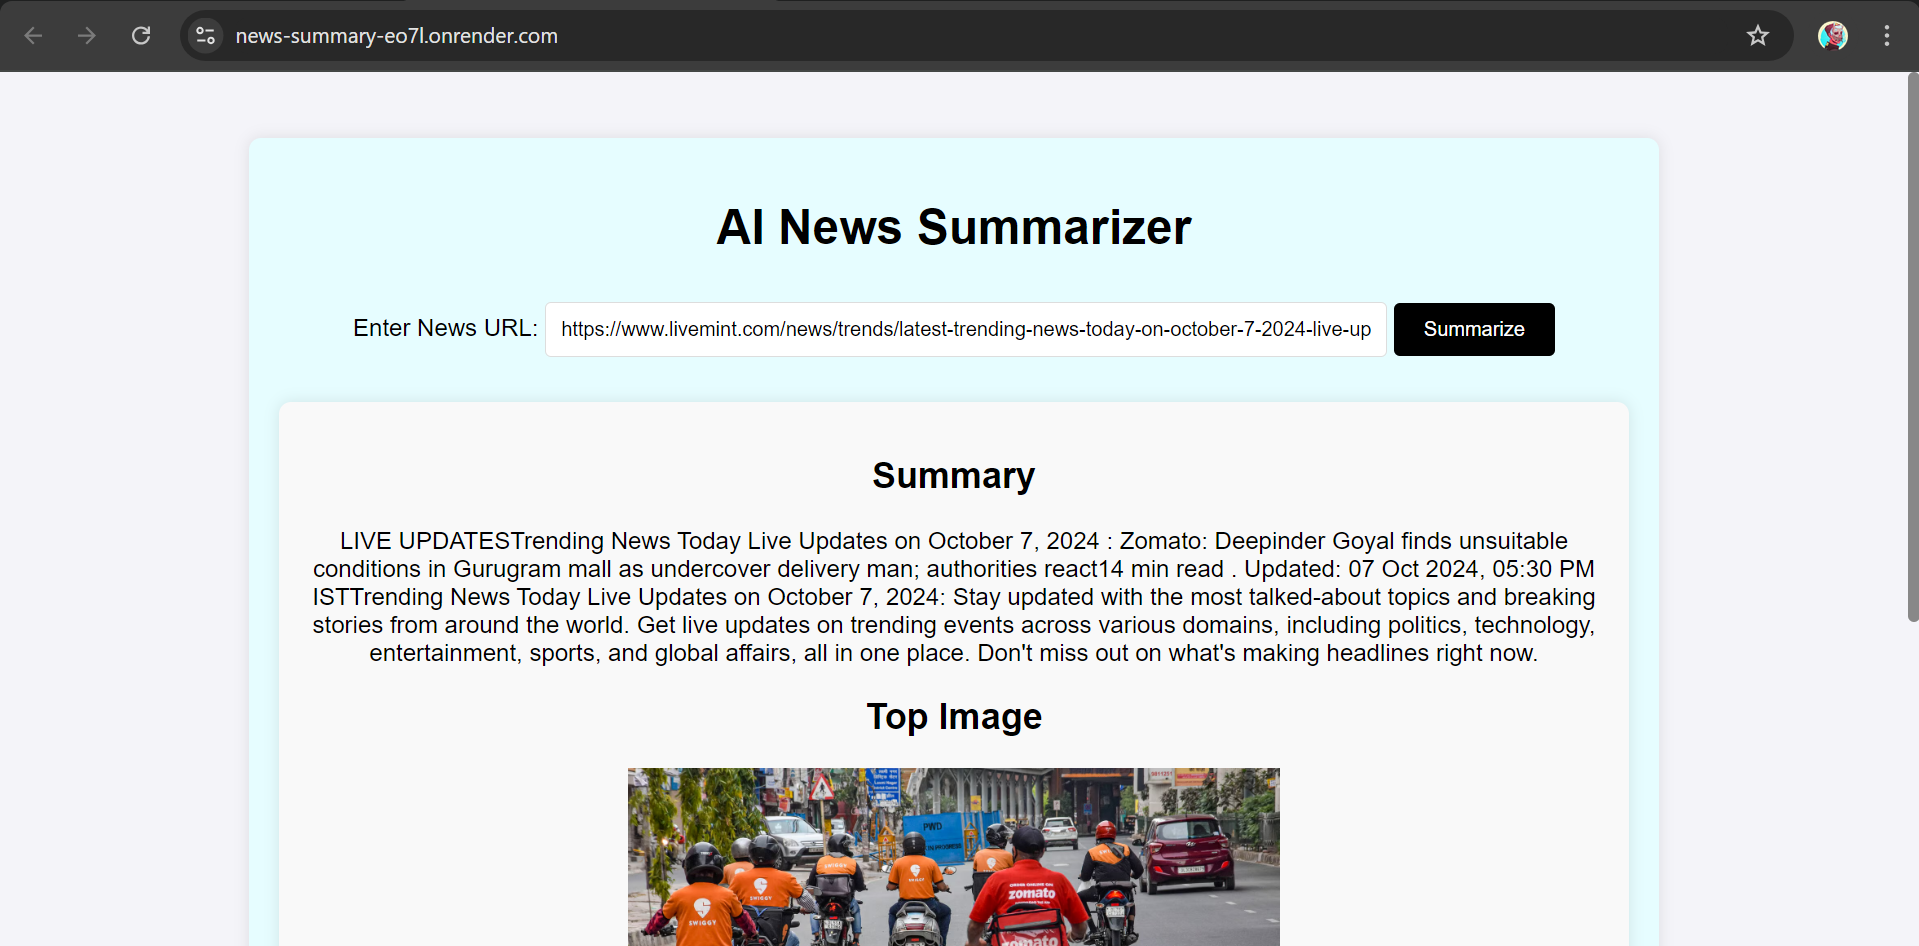 news-summary-eo7l.onrender.com
AI News Summarizer
Enter News URL:
https://www.livemint.com/news/trends/latest-trending-news-today-on-october-7-2024-live-up
Summarize
Summary
LIVE UPDATESTrending News Today Live Updates on October 7, 2024 : Zomato: Deepinder Goyal finds unsuitable
conditions in Gurugram mall as undercover delivery man; authorities react14 min read . Updated: 07 Oct 2024, 05:30 PM
ISTTrending News Today Live Updates on October 7, 2024: Stay updated with the most talked-about topics and breaking
stories from around the world. Get live updates on trending events across various domains, including politics, technology,
entertainment, sports, and global affairs, all in one place. Don't miss out on what's making headlines right now.
Top Image
PWD
SWIGGY
SWIGGY
SWIGGY
SWIGGY
zomato
zomato